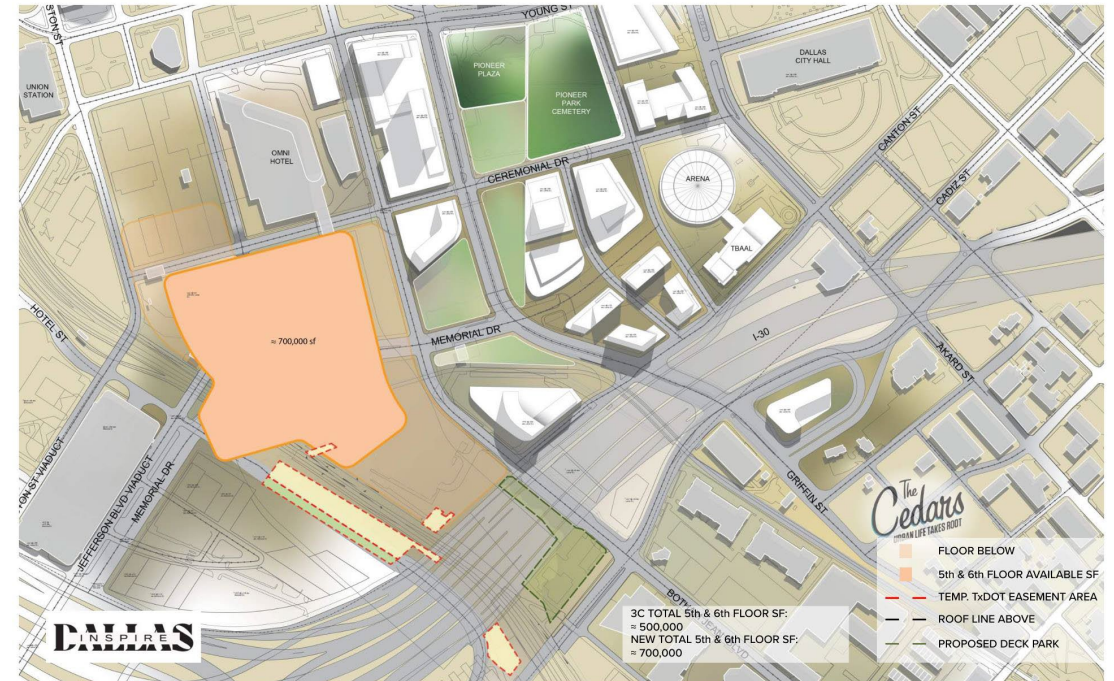 YOUNG ST
UNION
STATION
PIONEER
PLAZA
PIONEER
PARK
CEMETERY
DALLAS
CITY HALL
OMNI
HOTEL
CEREMONIAL DR
CANTON ST
ARENA
CADIZ ST
TBAAL
HOTEL ST
≈ 700,000 sf
MEMORIAL DR
I-30
AKARD ST
JEFFERSON BLVD VIADUCT
MEMORIAL DR
GRIFFIN ST
The
Cedars
URBAN LIFE TAKES ROOT
FLOOR BELOW
5th & 6th FLOOR AVAILABLE SF
TEMP. TxDOT EASEMENT AREA
ROOF LINE ABOVE
PROPOSED DECK PARK
3C TOTAL 5th & 6th FLOOR SF:
≈ 500,000
NEW TOTAL 5th & 6th FLOOR SF:
≈ 700,000
INSPIRE
DALLAS